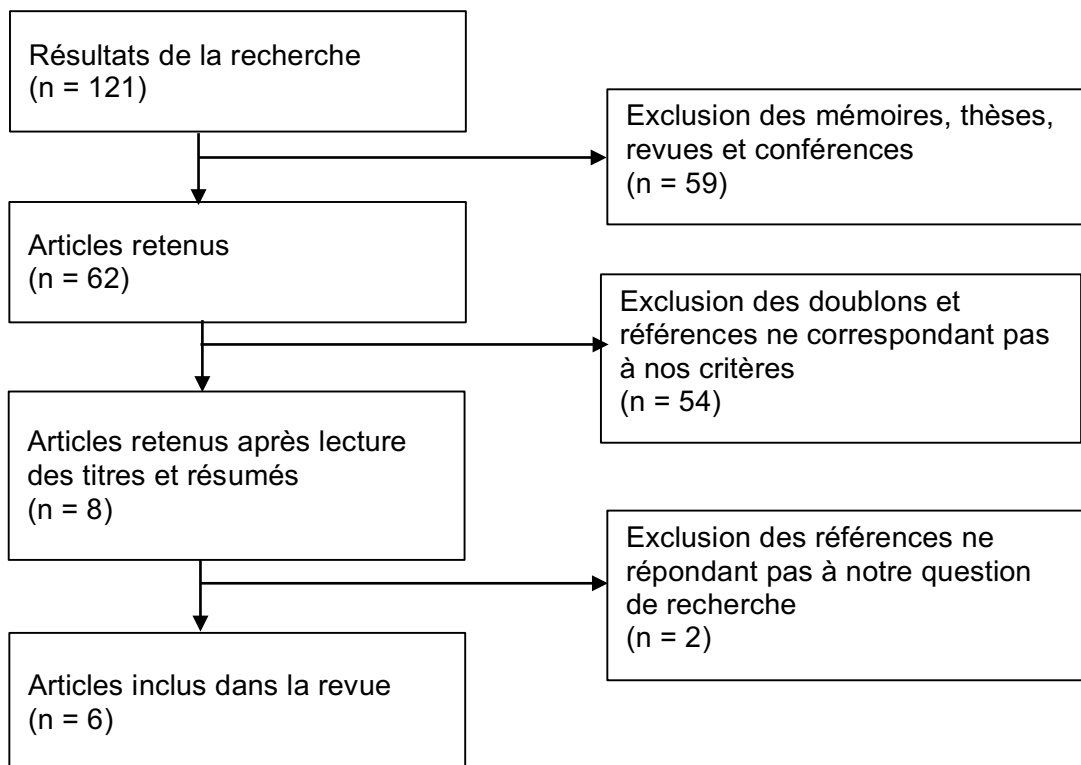 Résultats de la recherche
(n = 121)
Exclusion des mémoires, thèses,
revues et conférences
(n = 59)
Articles retenus
(n = 62)
Exclusion des doublons et
références ne correspondant pas
à nos critères
(n = 54)
Articles retenus après lecture
des titres et résumés
(n = 8)
Exclusion des références ne
répondant pas à notre question
de recherche
(n = 2)
Articles inclus dans la revue
(n = 6)